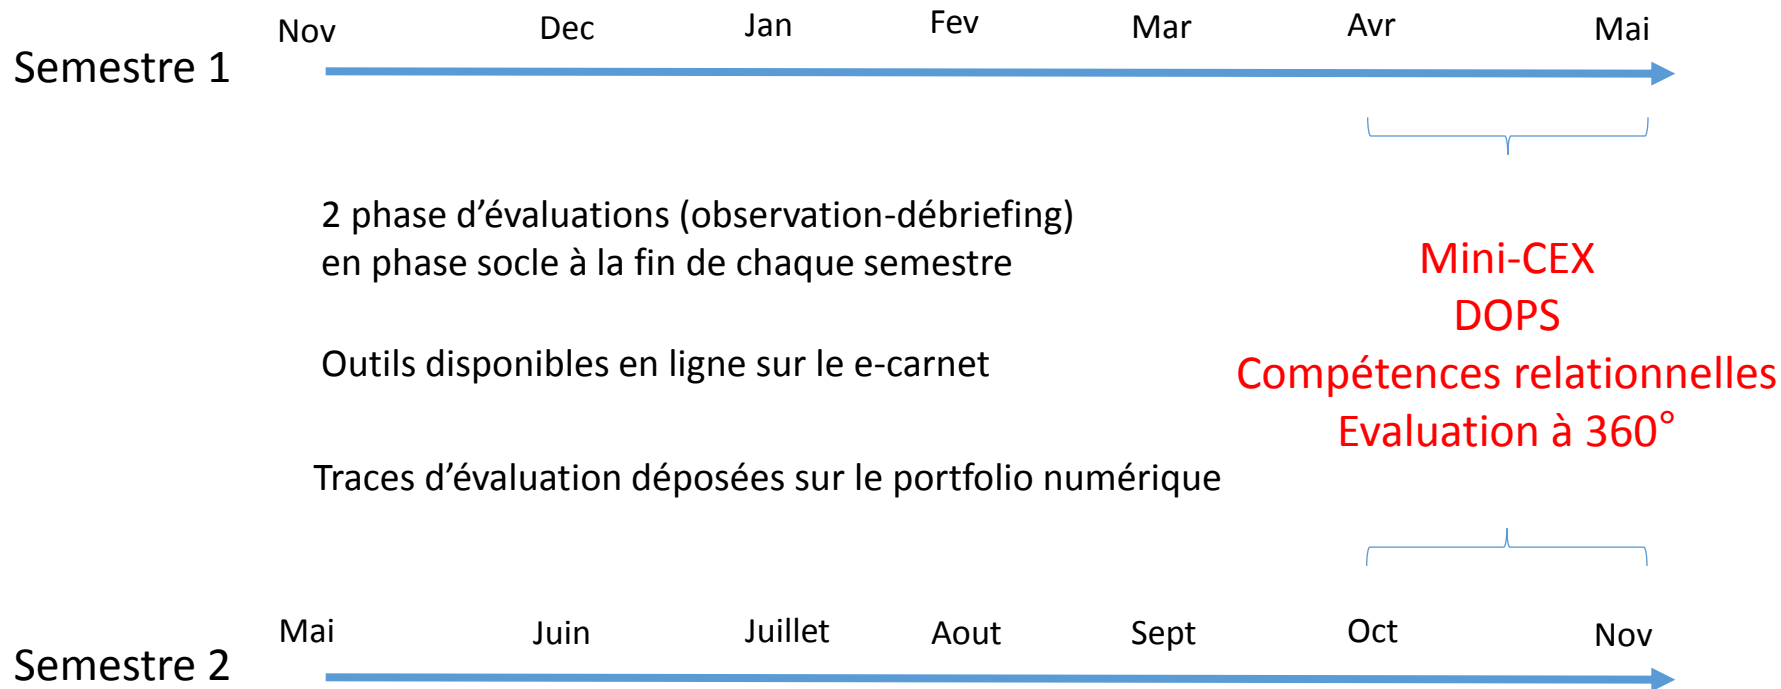 Nov Dec Jan Fev Mar Avr Mai
Semestre 1
2 phase d’évaluations (observation-débriefing)
en phase socle à la fin de chaque semestre
Outils disponibles en ligne sur le e-carnet
Traces d’évaluation déposées sur le portfolio numérique
Mini-CEX
DOPS
Compétences relationnelles
Evaluation à 360°
Mai Juin Juillet Aout Sept Oct Nov
Semestre 2